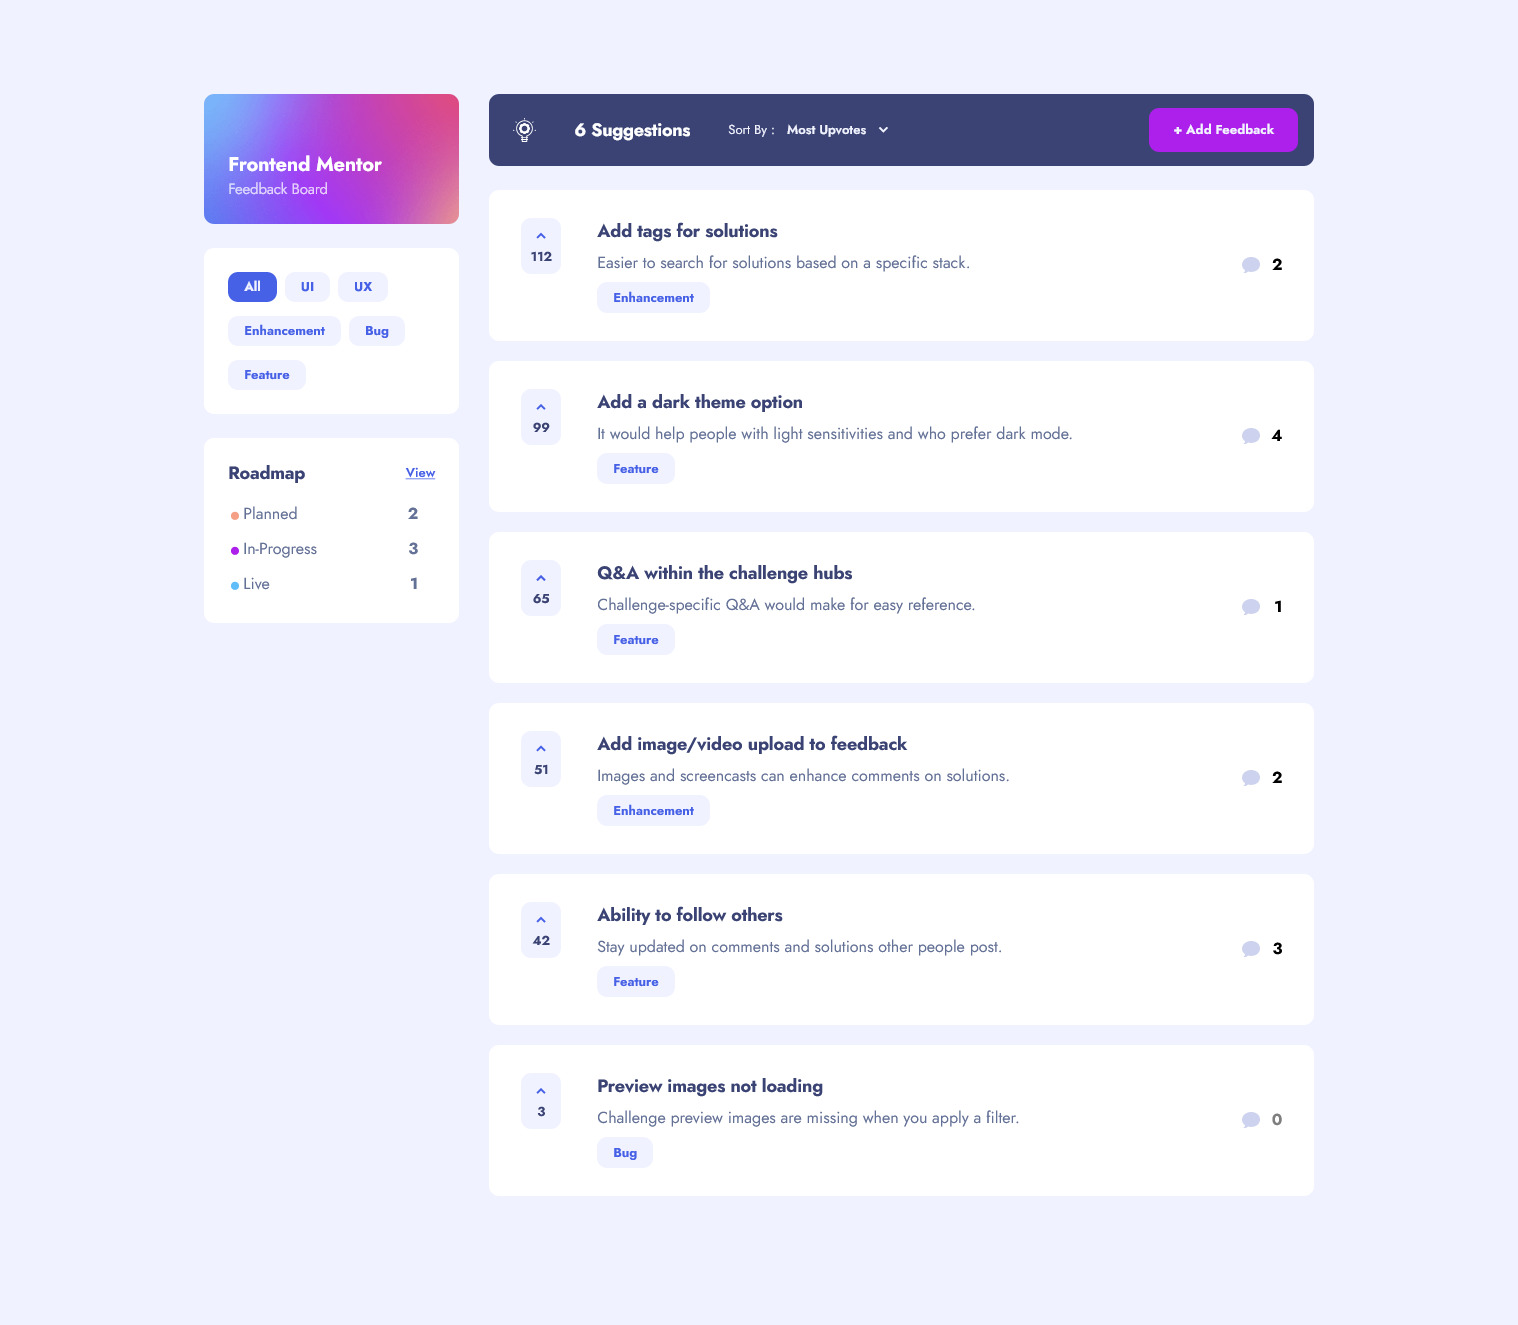 Frontend Mentor
Feedback Board
All UI UX
Enhancement Bug
Feature
Roadmap View
Planned 2
In-Progress 3
Live 1
6 Suggestions Sort By : Most Upvotes + Add Feedback
Add tags for solutions
112
Easier to search for solutions based on a specific stack.
2
Enhancement
Add a dark theme option
99
It would help people with light sensitivities and who prefer dark mode.
4
Feature
Q&A within the challenge hubs
65
Challenge-specific Q&A would make for easy reference.
1
Feature
Add image/video upload to feedback
51
Images and screencasts can enhance comments on solutions.
2
Enhancement
Ability to follow others
42
Stay updated on comments and solutions other people post.
3
Feature
Preview images not loading
3
Challenge preview images are missing when you apply a filter.
0
Bug